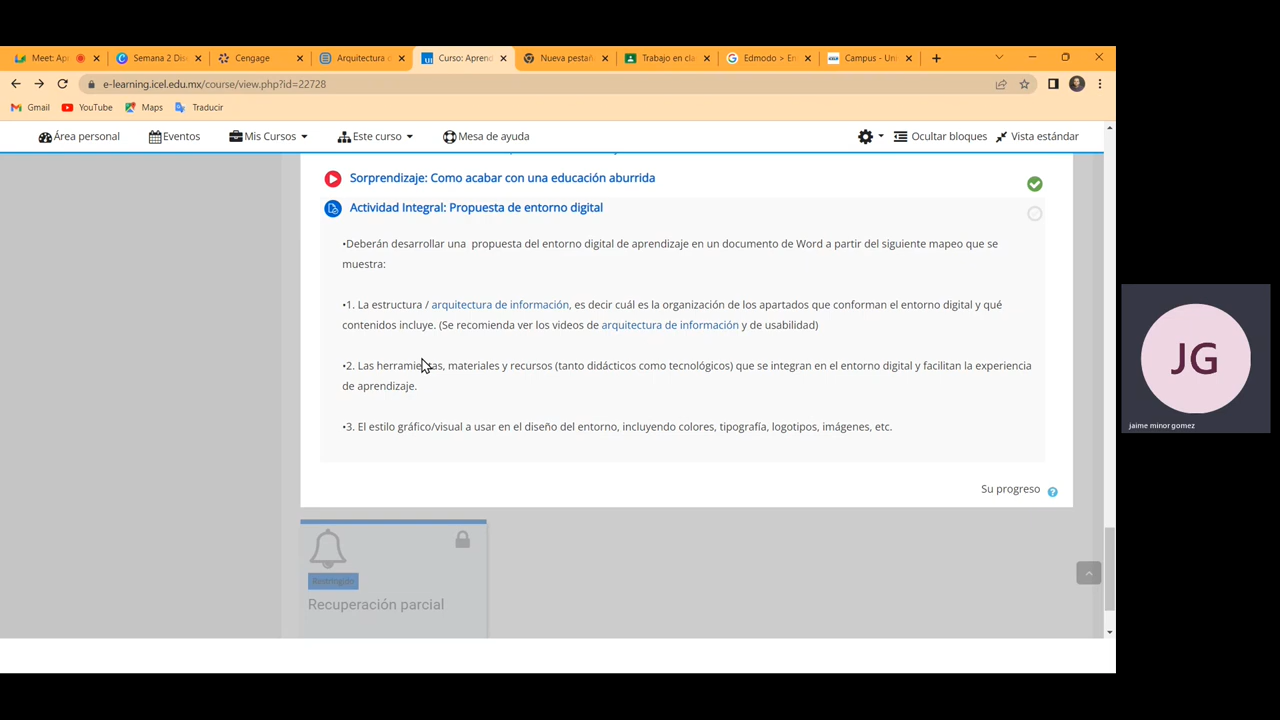 Meet: Ap
Semana 2 Dis
Cengage
Arquitectura
Curso: Apren
Nueva pestañ
Trabajo en cla
Edmodo > En
Campus - Uni
e-learning.icel.edu.mx/course/view.php?id=22728
Gmail YouTube Maps Traducir
Área personal Eventos Mis Cursos Este curso Mesa de ayuda Ocultar bloques Vista estándar
Sorprendizaje: Como acabar con una educación aburrida
Actividad Integral: Propuesta de entorno digital
•Deberán desarrollar una propuesta del entorno digital de aprendizaje en un documento de Word a partir del siguiente mapeo que se
muestra:
•1. La estructura / arquitectura de información, es decir cuál es la organización de los apartados que conforman el entorno digital y qué
contenidos incluye. (Se recomienda ver los videos de arquitectura de información y de usabilidad)
•2. Las herramientas, materiales y recursos (tanto didácticos como tecnológicos) que se integran en el entorno digital y facilitan la experiencia
de aprendizaje.
•3. El estilo gráfico/visual a usar en el diseño del entorno, incluyendo colores, tipografía, logotipos, imágenes, etc.
Su progreso
Restringido
Recuperación parcial
JG
jaime minor gomez